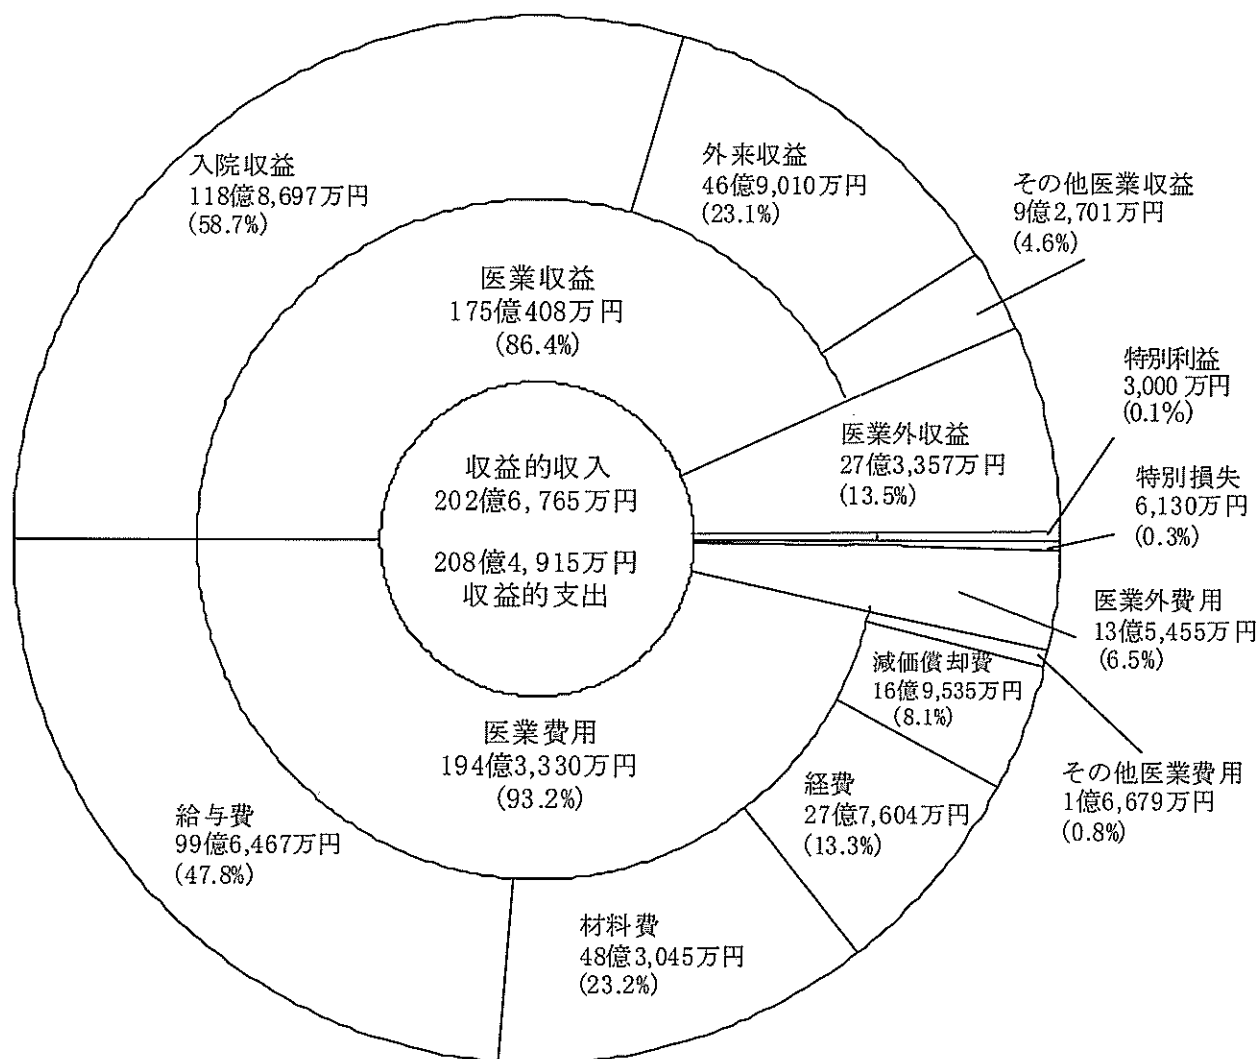 入院収益
118億8,697万円
(58.7%)
外来収益
46億9,010万円
(23.1%)
その他医業収益
9億2,701万円
(4.6%)
医業収益
175億408万円
(86.4%)
特別利益
3,000万円
(0.1%)
医業外収益
27億3,357万円
(13.5%)
特別損失
6,130万円
(0.3%)
収益的収入
202億6,765万円
208億4,915万円
収益的支出
医業外費用
13億5,455万円
(6.5%)
減価償却費
16億9,535万円
(8.1%)
医業費用
194億3,330万円
(93.2%)
その他医業費用
1億6,679万円
(0.8%)
経費
27億7,604万円
(13.3%)
給与費
99億6,467万円
(47.8%)
材料費
48億3,045万円
(23.2%)